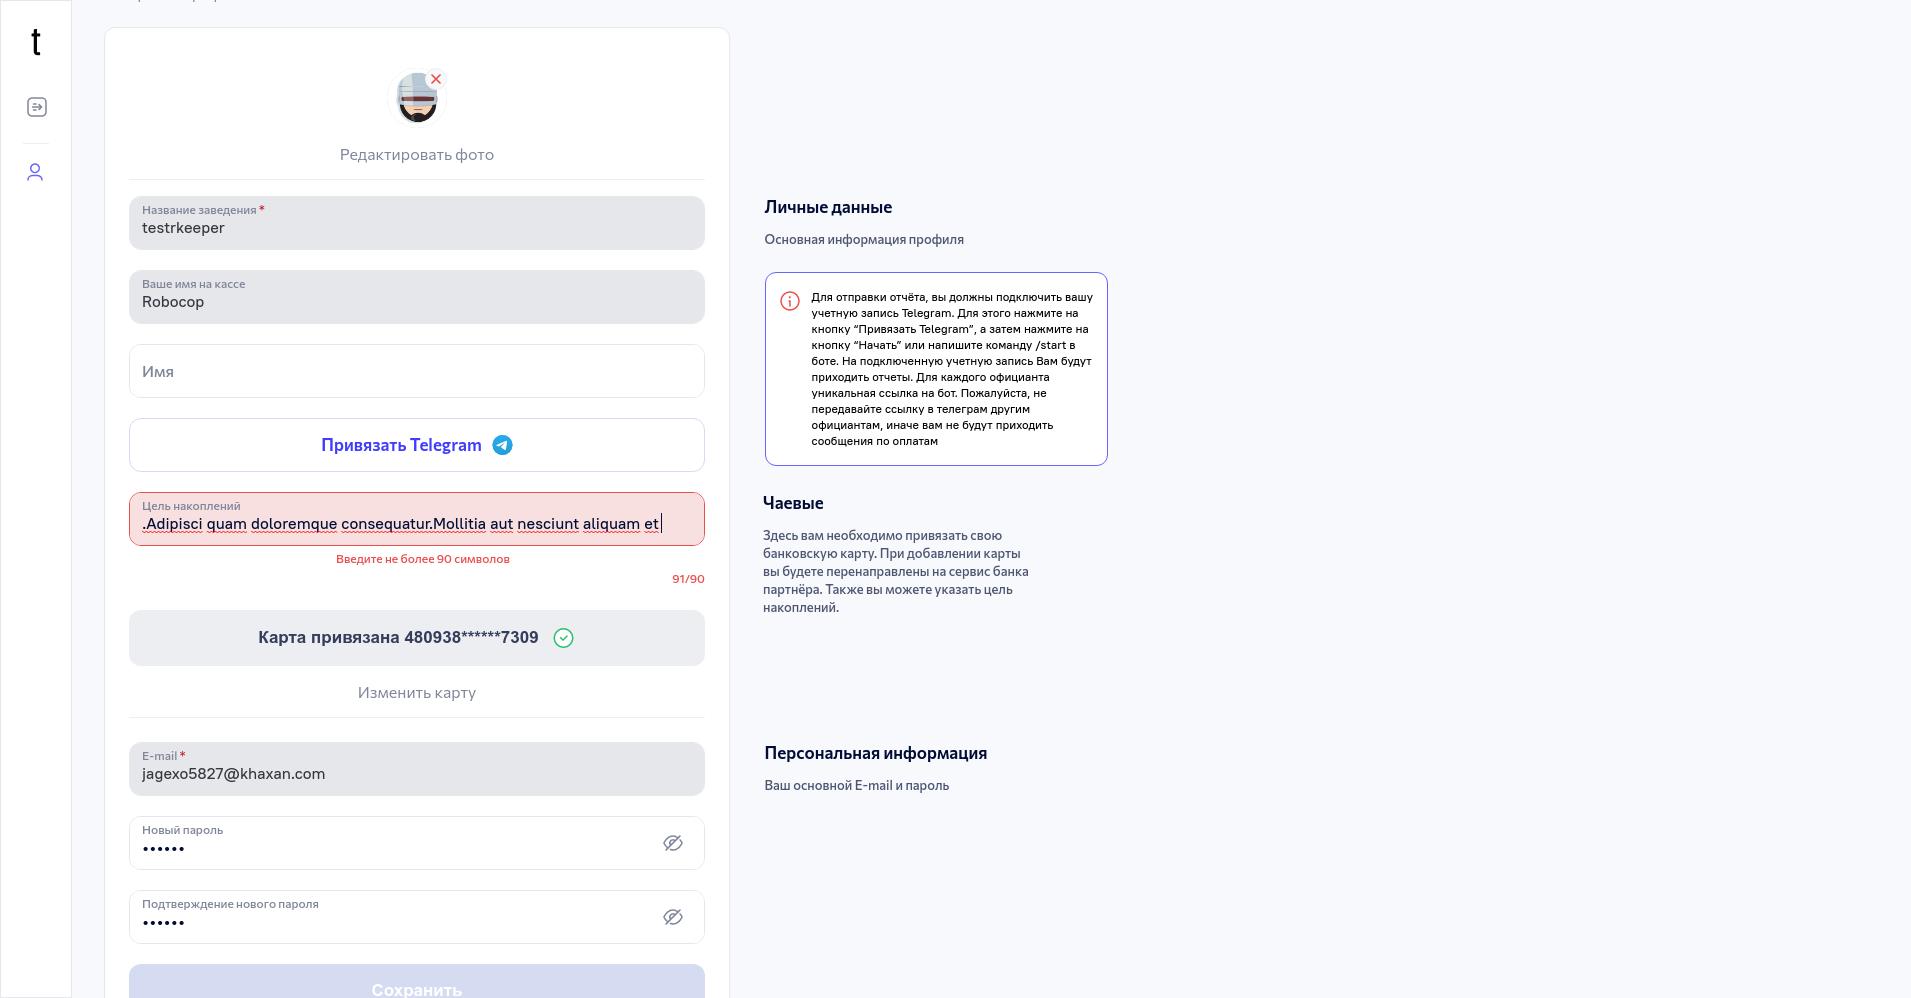 t
Редактировать фото
Название заведения *
testrkeeper
Ваше имя на кассе
Robocop
Имя
Привязать Telegram
Цель накоплений
.Adipisci quam doloremque consequatur.Mollitia aut nesciunt aliquam et
Введите не более 90 символов
91/90
Карта привязана 480938******7309
Изменить карту
E-mail *
jagexo5827@khaxan.com
Новый пароль
••••••
Подтверждение нового пароля
••••••
Сохранить
Личные данные
Основная информация профиля
Для отправки отчёта, вы должны подключить вашу
учетную запись Telegram. Для этого нажмите на
кнопку “Привязать Telegram”, а затем нажмите на
кнопку “Начать” или напишите команду /start в
боте. На подключенную учетную запись Вам будут
приходить отчеты. Для каждого официанта
уникальная ссылка на бот. Пожалуйста, не
передавайте ссылку в телеграм другим
официантам, иначе вам не будут приходить
сообщения по оплатам
Чаевые
Здесь вам необходимо привязать свою
банковскую карту. При добавлении карты
вы будете перенаправлены на сервис банка
партнёра. Также вы можете указать цель
накоплений.
Персональная информация
Ваш основной E-mail и пароль